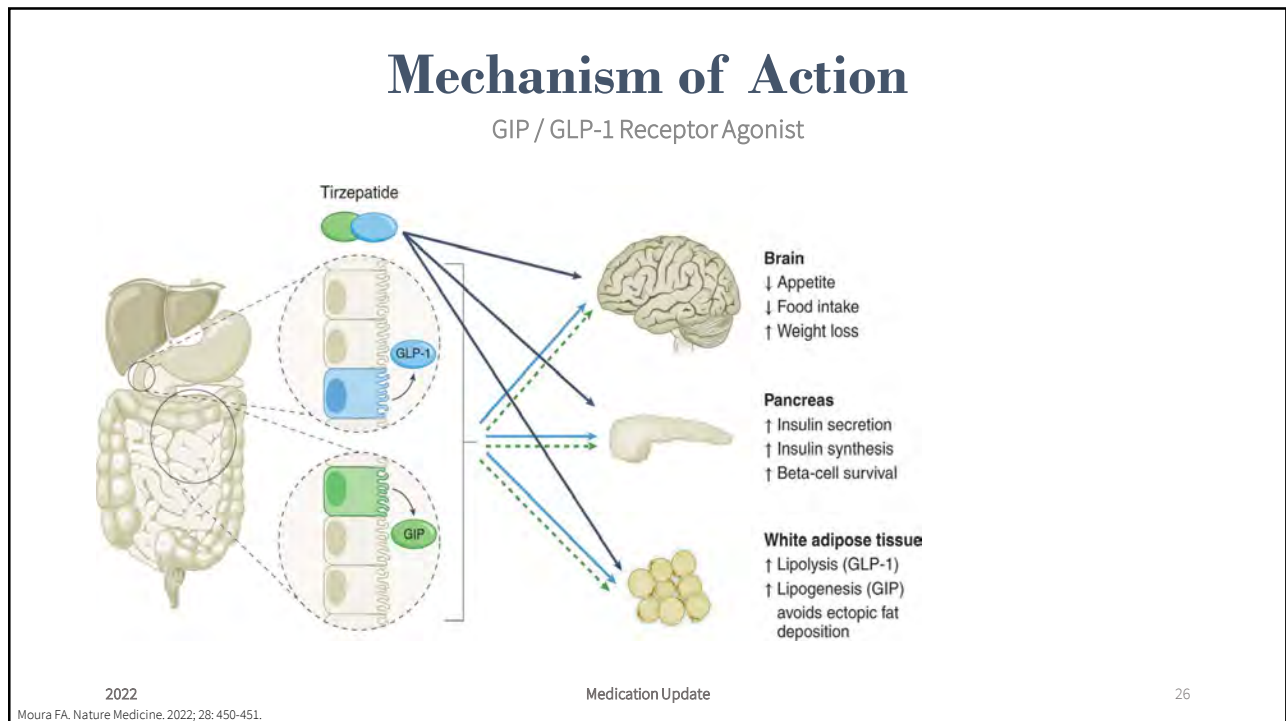 Mechanism of Action
GIP / GLP-1 Receptor Agonist
Tirzepatide
GLP-1
GIP
Brain
↓ Appetite
↓ Food intake
↑ Weight loss
Pancreas
↑ Insulin secretion
↑ Insulin synthesis
↑ Beta-cell survival
White adipose tissue
↑ Lipolysis (GLP-1)
↑ Lipogenesis (GIP)
avoids ectopic fat
deposition
2022
Medication Update
26
Moura FA. Nature Medicine. 2022; 28: 450-451.